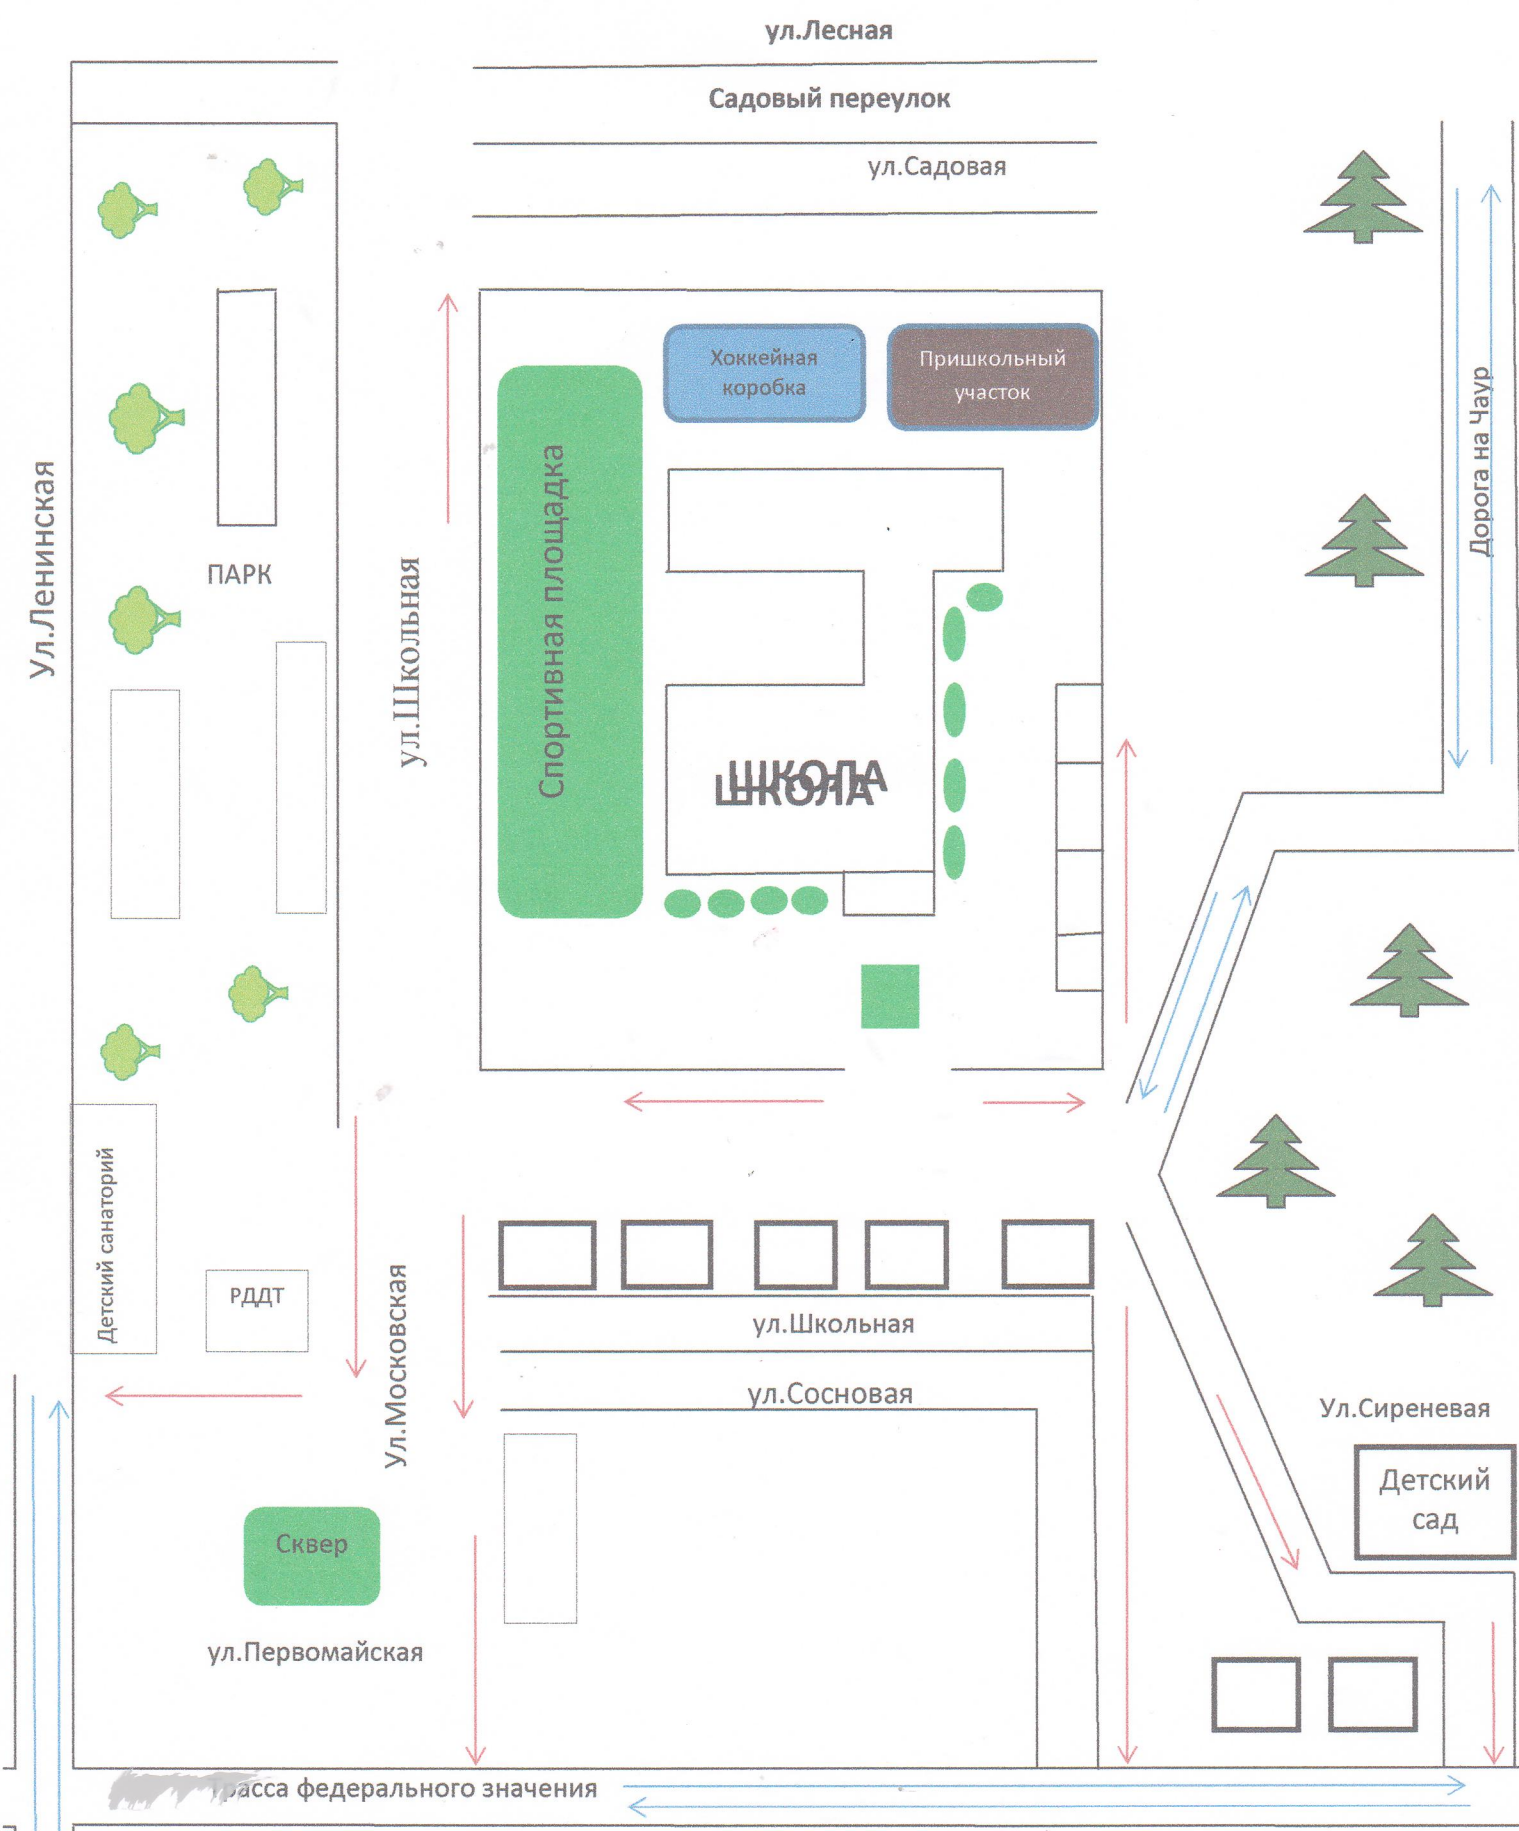 ул.Лесная
Садовый переулок
ул.Садовая
Хоккейная
коробка
Пришкольный
участок
Дорога на Чаур
Спортивная площадка
Ул.Ленинская
ПАРК
ул.Школьная
ШКОЛА
ШКОЛА
Детский санаторий
РДДТ
Ул.Московская
ул.Школьная
ул.Сосновая
Ул.Сиреневая
Детский
сад
Сквер
ул.Первомайская
Трасса федерального значения